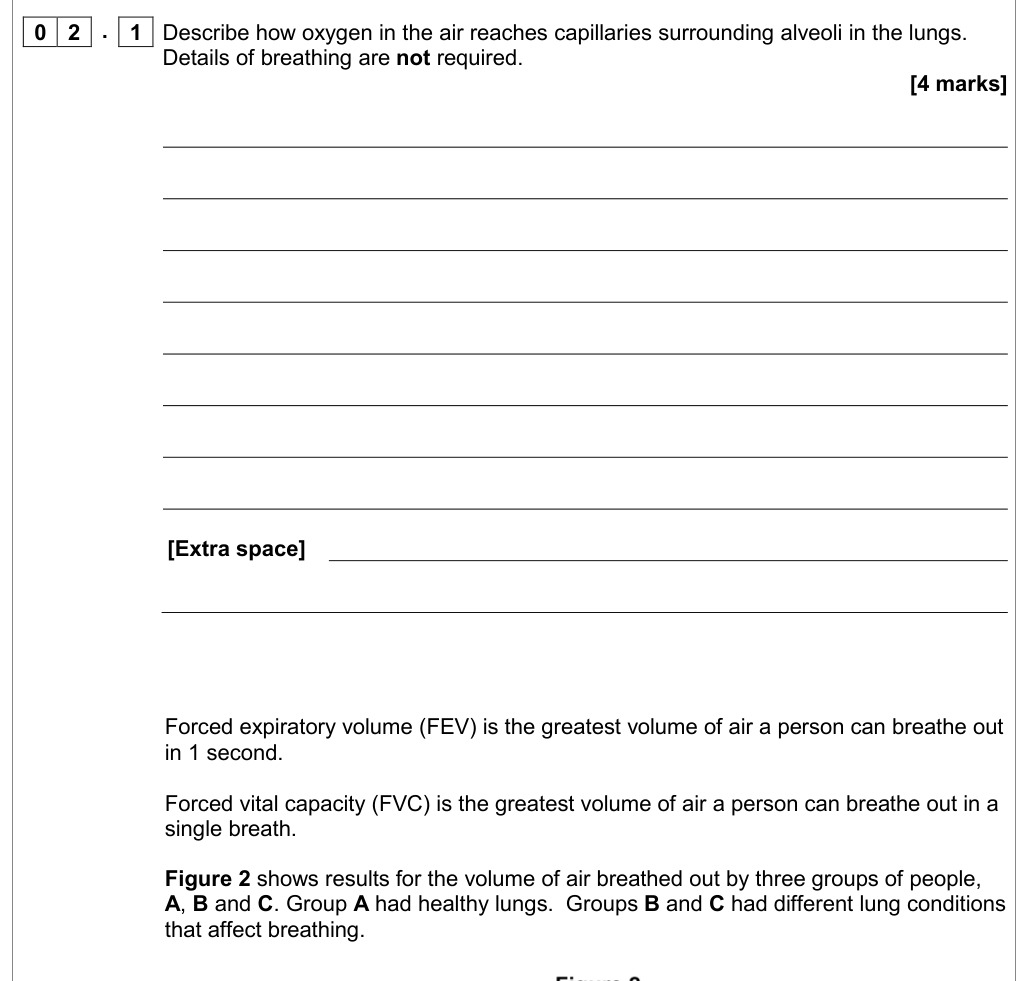 0 2 . 1 Describe how oxygen in the air reaches capillaries surrounding alveoli in the lungs.
Details of breathing are not required.
[4 marks]
[Extra space]
Forced expiratory volume (FEV) is the greatest volume of air a person can breathe out
in 1 second.
Forced vital capacity (FVC) is the greatest volume of air a person can breathe out in a
single breath.
Figure 2 shows results for the volume of air breathed out by three groups of people,
A, B and C. Group A had healthy lungs.  Groups B and C had different lung conditions
that affect breathing.
Figure 2